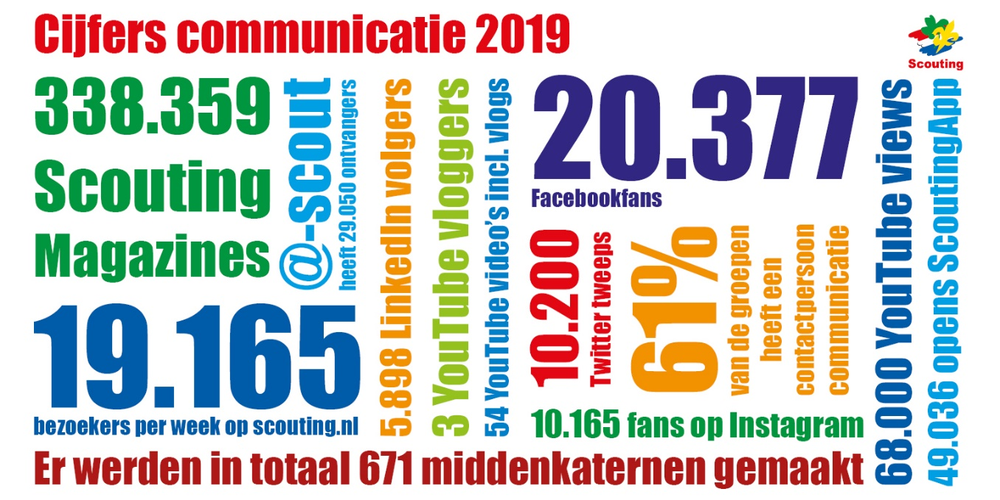 Cijfers communicatie 2019
Scouting
338.359
Scouting
Magazines
@-scout
heeft 29.050 ontvangers
19.165
bezoekers per week op scouting.nl
5.898 LinkedIn volgers
3 YouTube vloggers
54 YouTube video's incl. vlogs
20.377
Facebookfans
10.200
Twitter tweeps
61%
van de groepen
heeft een
contactpersoon
communicatie
10.165 fans op Instagram
68.000 YouTube views
49.036 opens ScoutingApp
Er werden in totaal 671 middenkaternen gemaakt